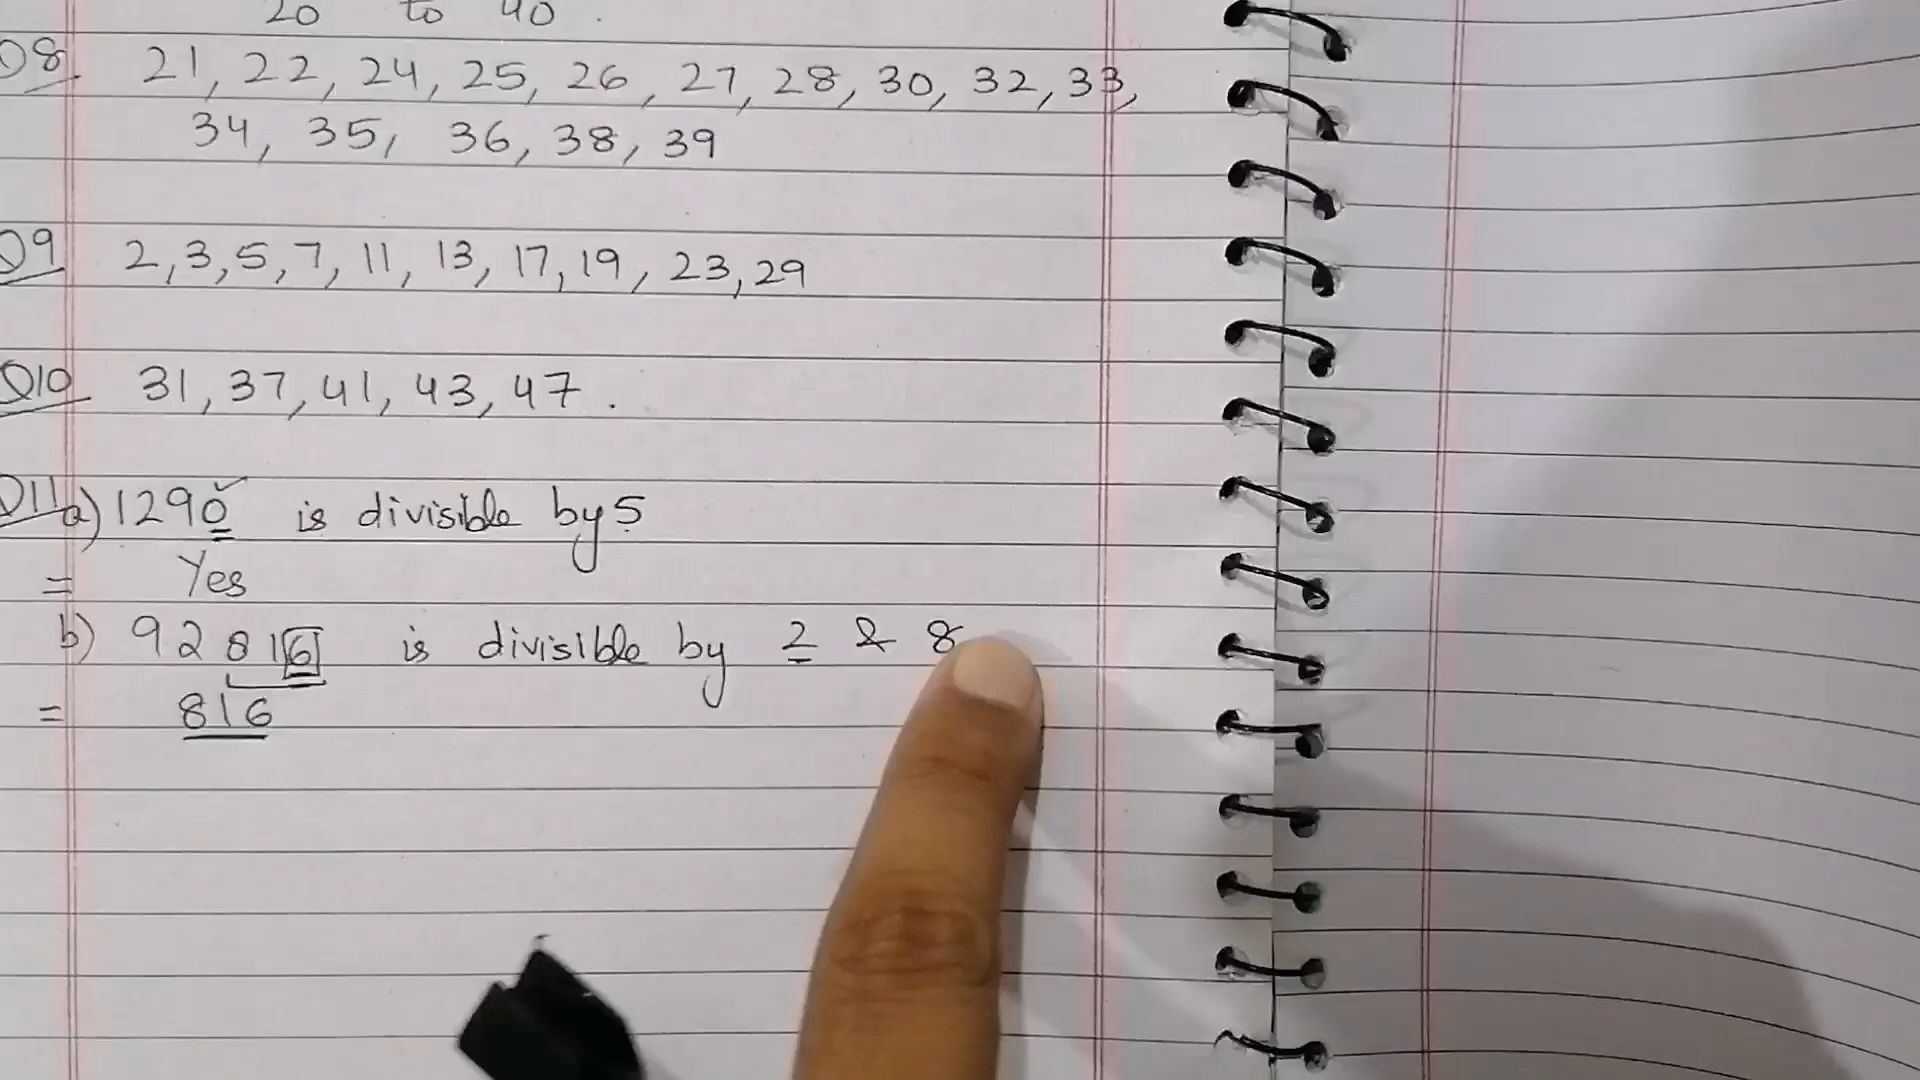 20 to 40.
Q8. 21, 22, 24, 25, 26, 27, 28, 30, 32, 33,
34, 35, 36, 38, 39
Q9 2, 3, 5, 7, 11, 13, 17, 19, 23, 29
Q10 31, 37, 41, 43, 47.
Q11 a) 1290 is divisible by 5
= Yes
b) 92816 is divisible by 2 & 8
= 816